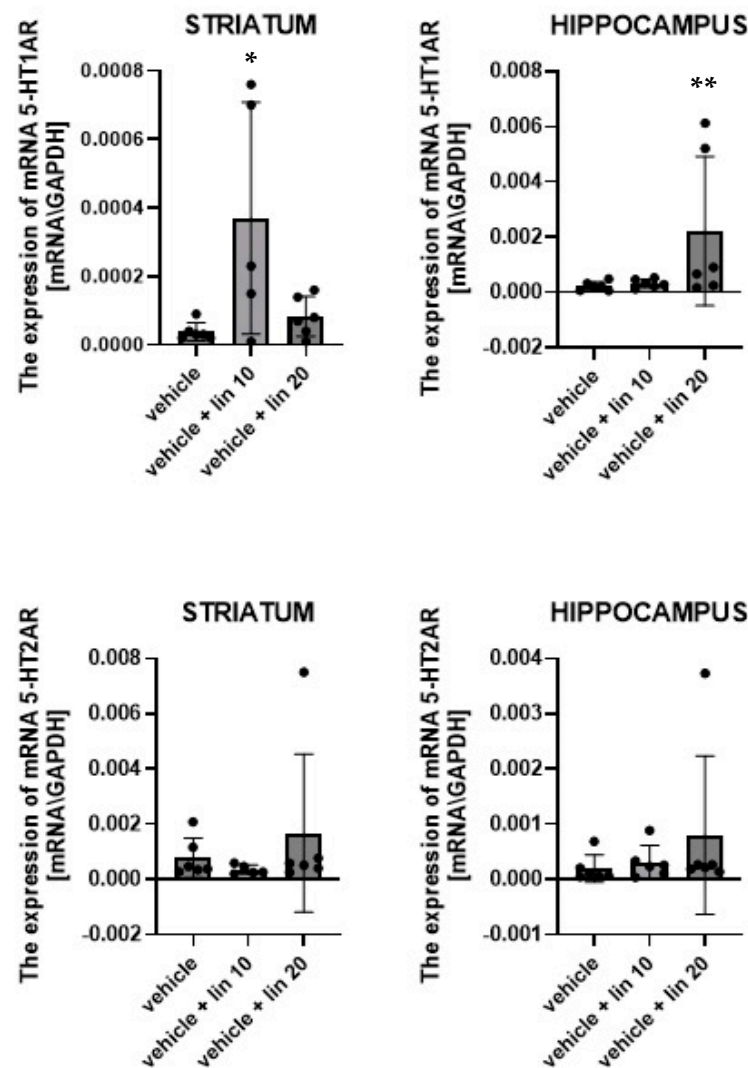 STRIATUM
*
The expression of mRNA 5-HT1AR
[mRNA\GAPDH]
0.0008
0.0006
0.0004
0.0002
0.0000
vehicle
vehicle + lin 10
vehicle + lin 20
HIPPOCAMPUS
**
The expression of mRNA 5-HT1AR
[mRNA\GAPDH]
0.008
0.006
0.004
0.002
0.000
-0.002
vehicle
vehicle + lin 10
vehicle + lin 20
STRIATUM
The expression of mRNA 5-HT2AR
[mRNA\GAPDH]
0.008
0.006
0.004
0.002
0.000
-0.002
vehicle
vehicle + lin 10
vehicle + lin 20
HIPPOCAMPUS
The expression of mRNA 5-HT2AR
[mRNA\GAPDH]
0.004
0.003
0.002
0.001
0.000
-0.001
vehicle
vehicle + lin 10
vehicle + lin 20